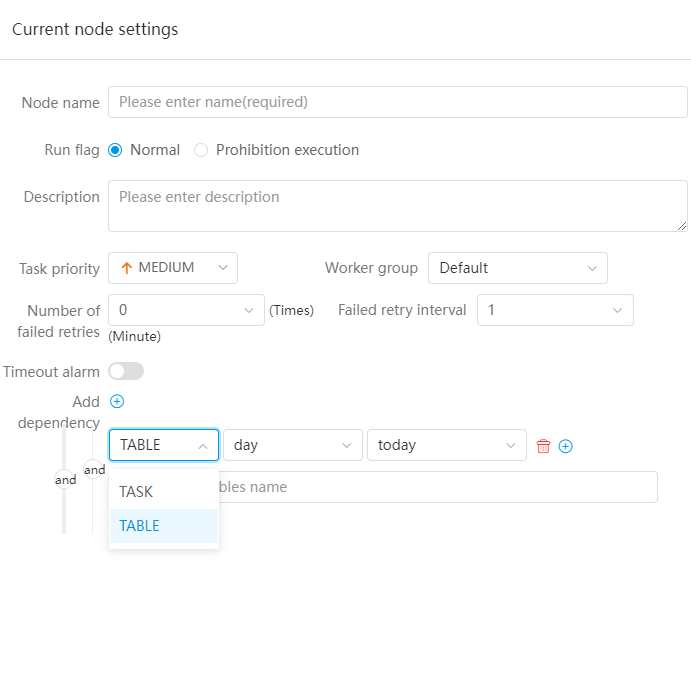 Current node settings
Node name Please enter name(required)
Run flag Normal Prohibition execution
Description Please enter description
Task priority MEDIUM Worker group Default
Number of failed retries 0 (Times) Failed retry interval 1
(Minute)
Timeout alarm
Add dependency
and and TABLE day today
name
TASK
TABLE